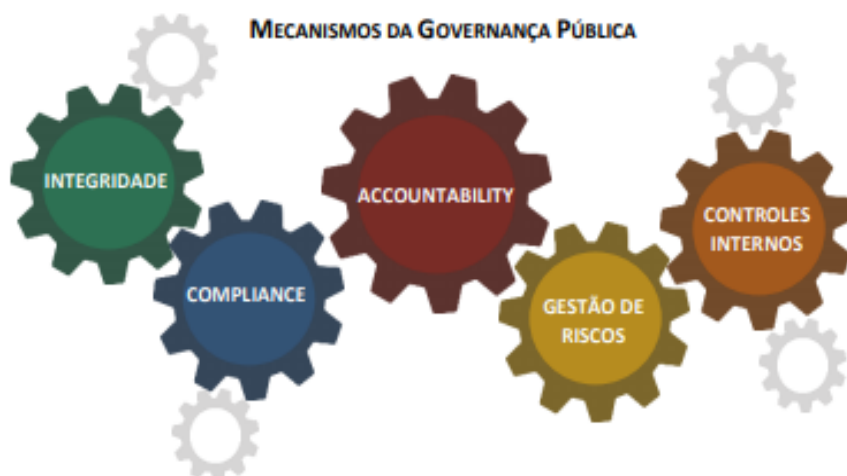 MECANISMOS DA GOVERNANÇA PÚBLICA
INTEGRIDADE
COMPLIANCE
ACCOUNTABILITY
GESTÃO DE
RISCOS
CONTROLES
INTERNOS